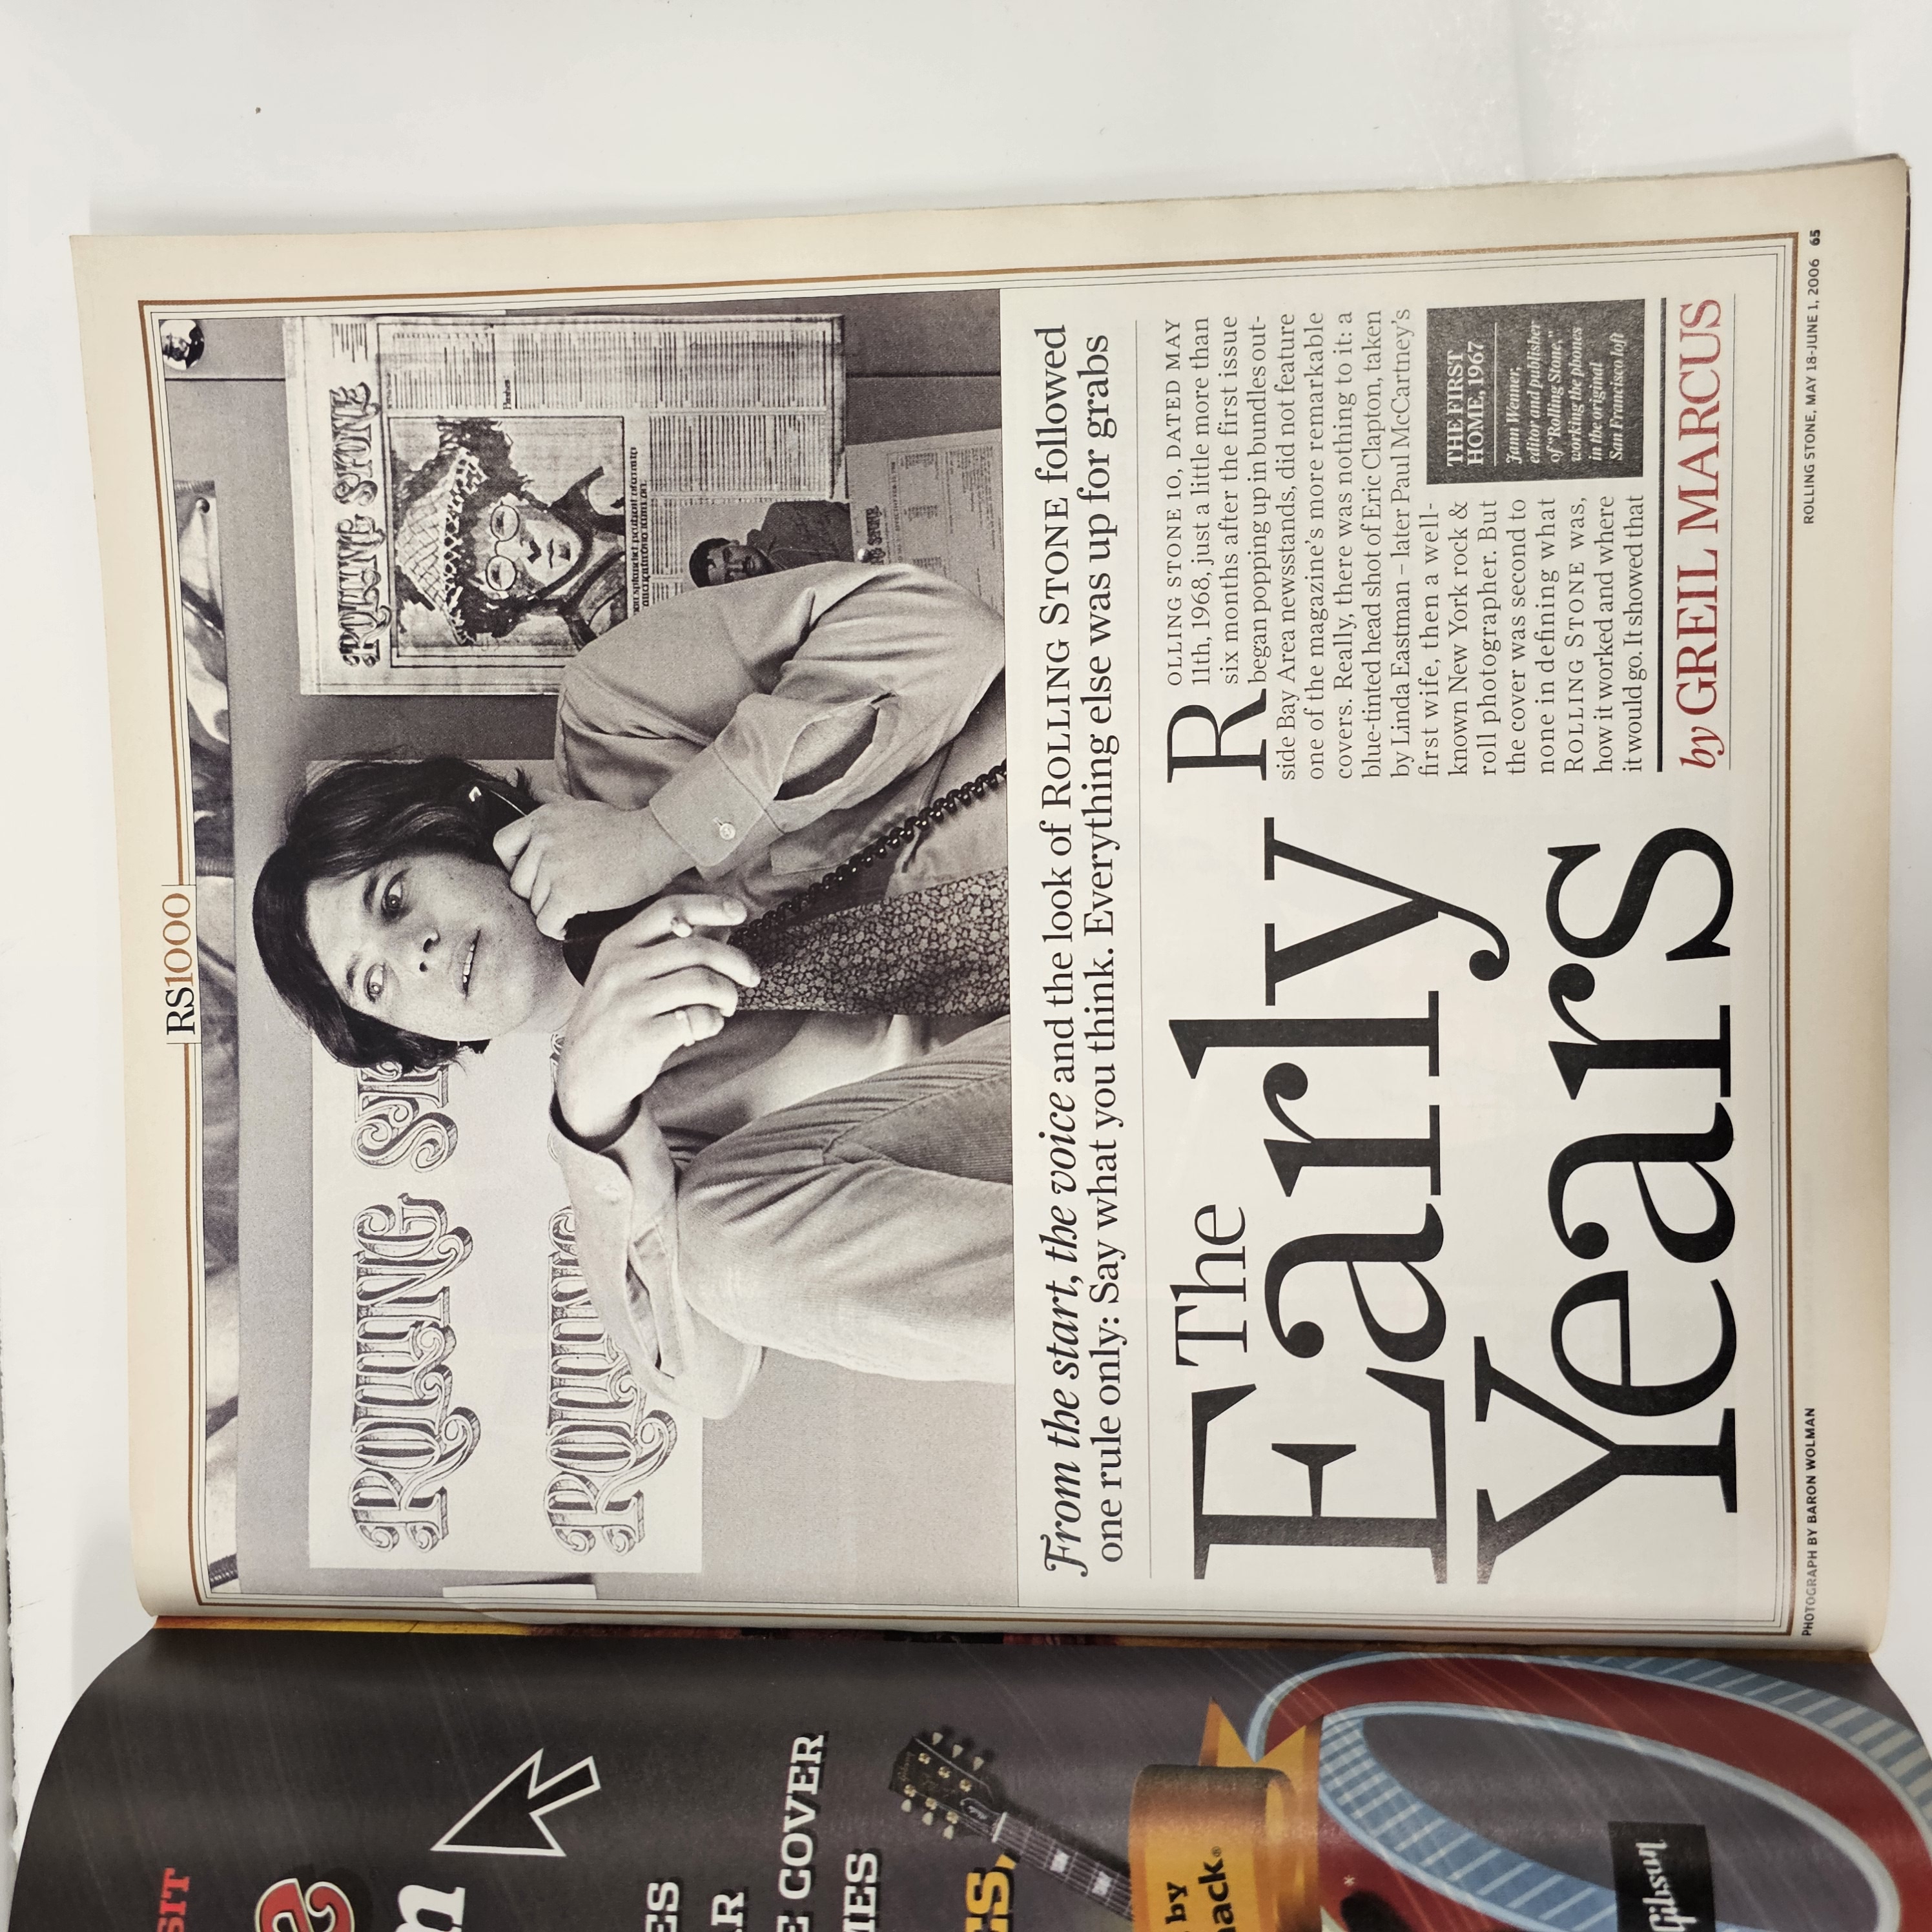 SIT
e
m
ES
AR
E COVER
MES
ES,
Gibson
by
hack®
*
Gibson
RS1000
ROLLING ST
ROLLING
ROLLING STONE
Flashes
ROLLING STONE
From the start, the voice and the look of ROLLING STONE followed
one rule only: Say what you think. Everything else was up for grabs
The
Early
Years
ROLLING STONE 10, DATED MAY
11th, 1968, just a little more than
six months after the first issue
began popping up in bundles out-
side Bay Area newsstands, did not feature
one of the magazine's more remarkable
covers. Really, there was nothing to it: a
blue-tinted head shot of Eric Clapton, taken
by Linda Eastman – later Paul McCartney's
first wife, then a well-
known New York rock &
roll photographer. But
the cover was second to
none in defining what
ROLLING STONE was,
how it worked and where
it would go. It showed that
THE FIRST
HOME, 1967
Jann Wenner,
editor and publisher
of "Rolling Stone,"
working the phones
in the original
San Francisco loft
by GREIL MARCUS
PHOTOGRAPH BY BARON WOLMAN
ROLLING STONE, MAY 18-JUNE 1, 2006 65